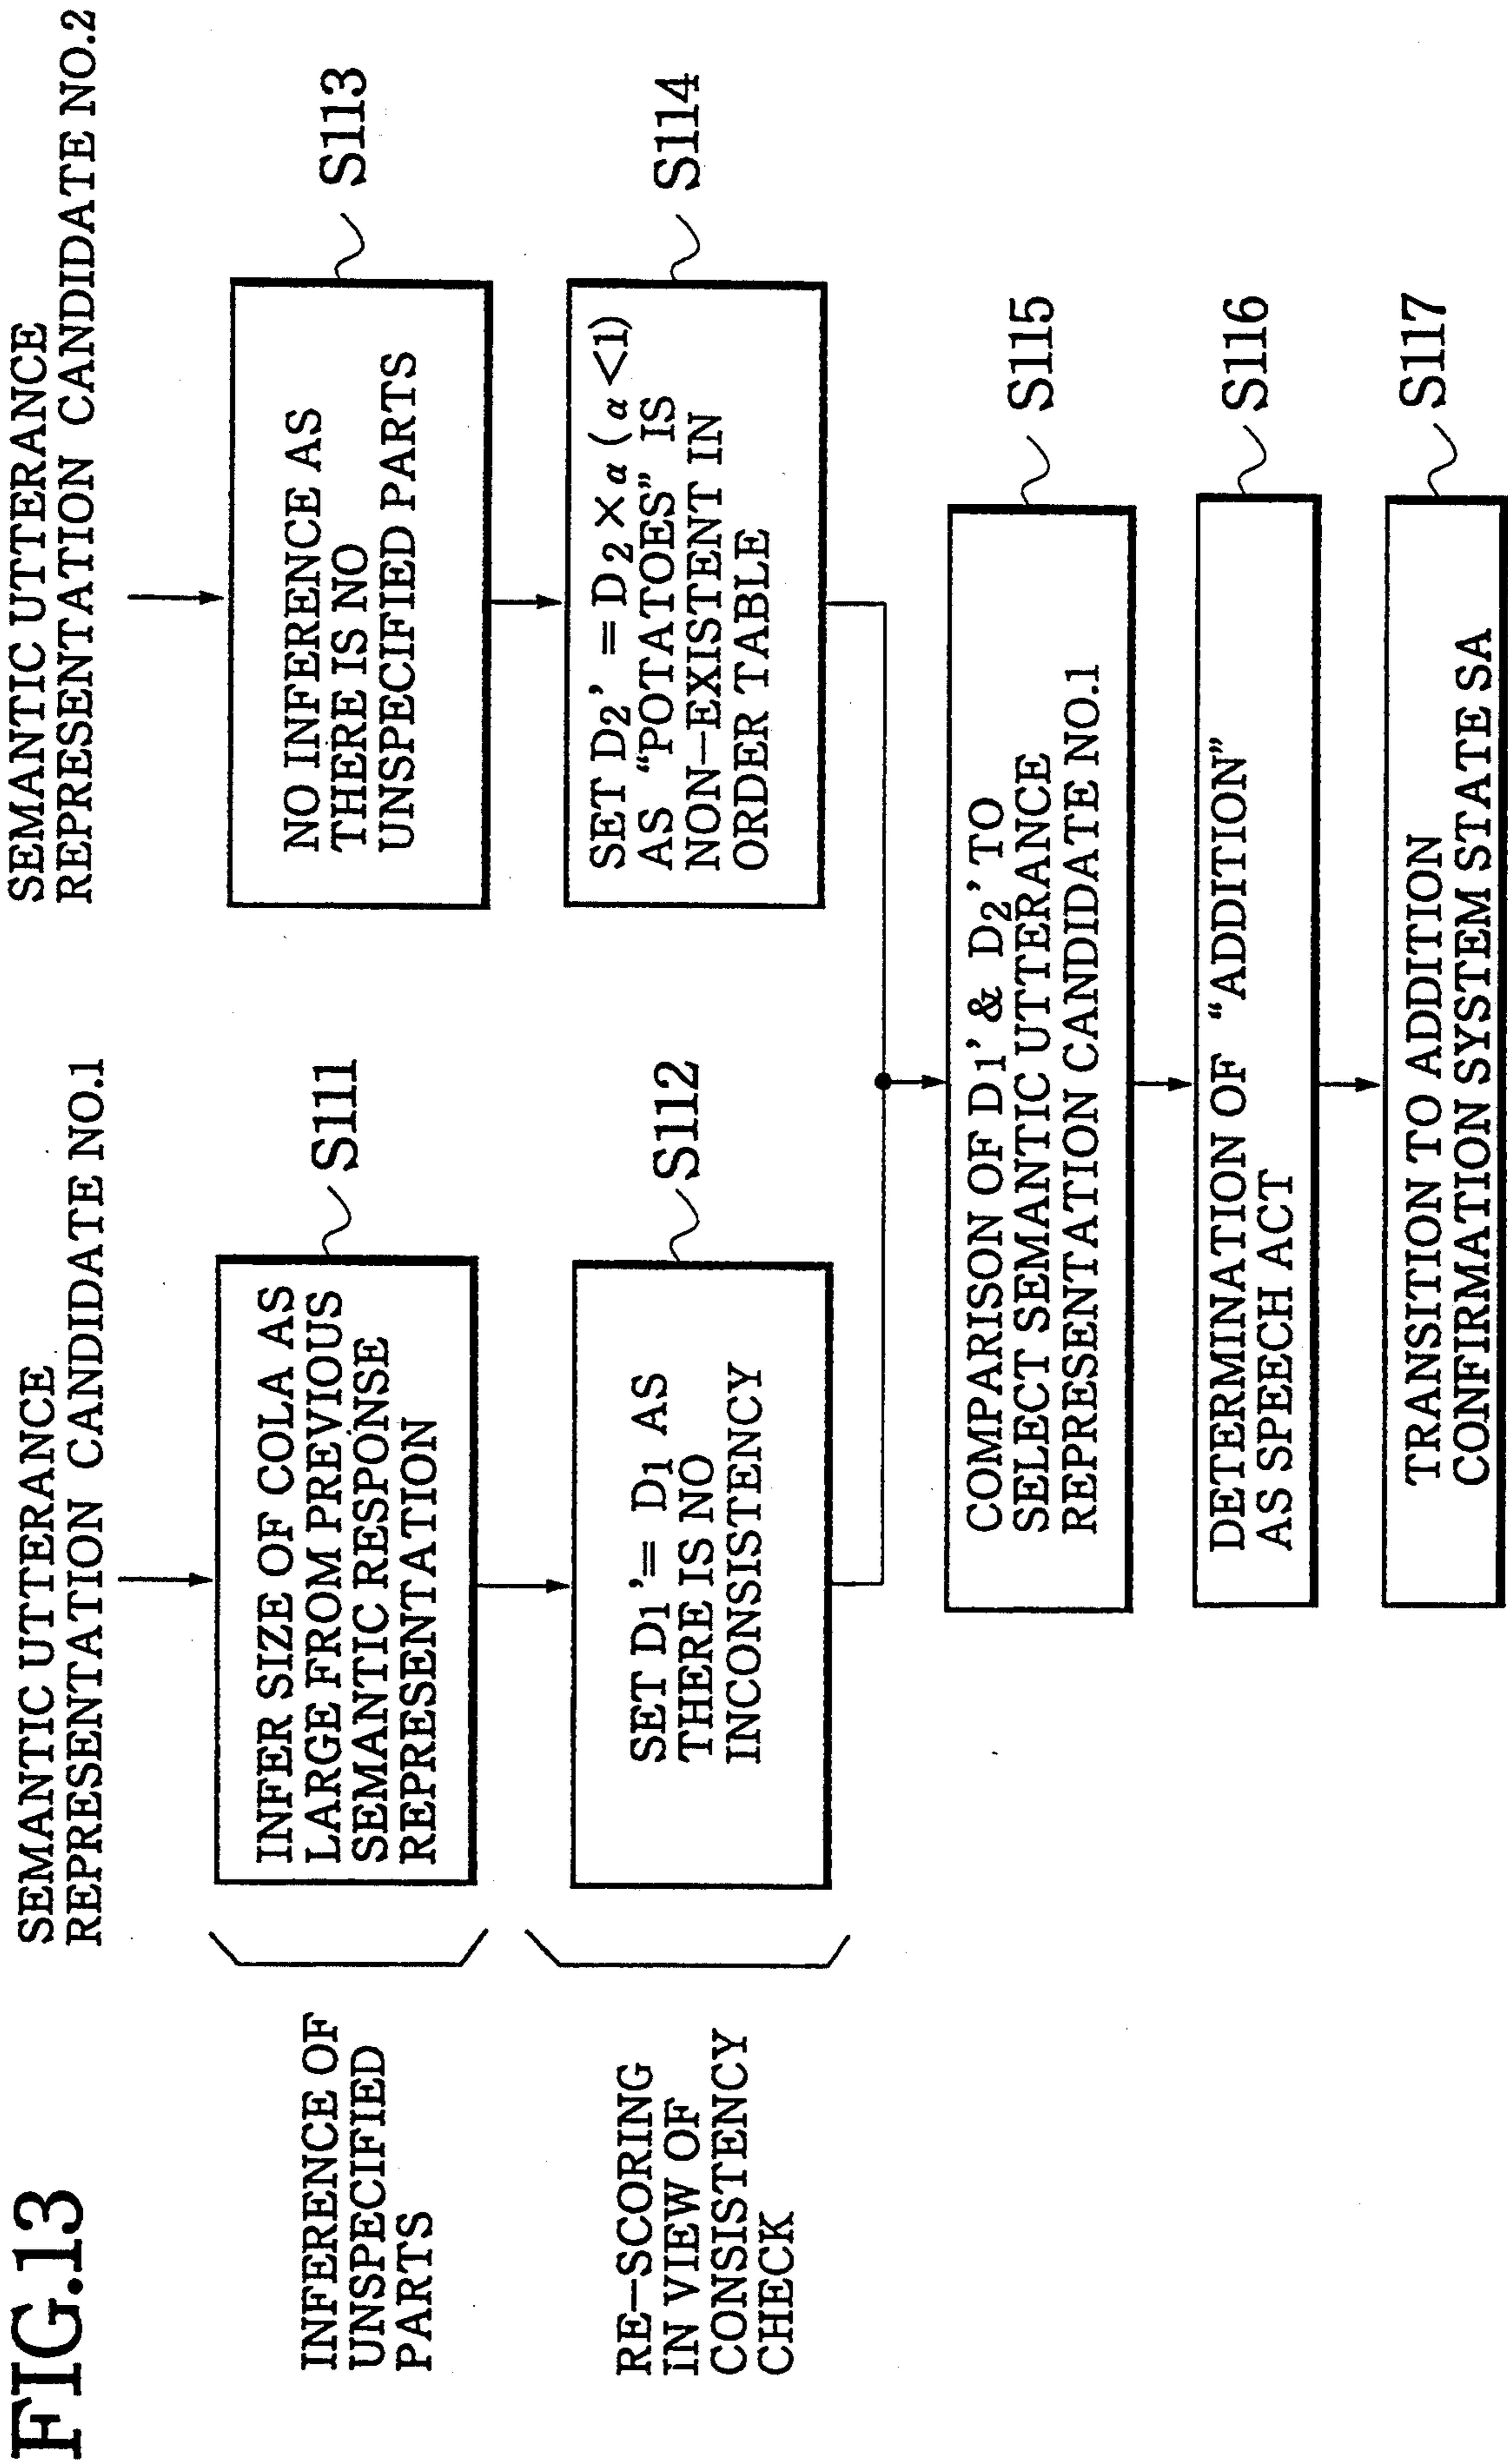 FIG.13
SEMANTIC UTTERANCE
REPRESENTATION CANDIDATE NO.1
SEMANTIC UTTERANCE
REPRESENTATION CANDIDATE NO.2
INFERENCE OF
UNSPECIFIED
PARTS
INFER SIZE OF COLA AS
LARGE FROM PREVIOUS
SEMANTIC RESPONSE
REPRESENTATION
S111
NO INFERENCE AS
THERE IS NO
UNSPECIFIED PARTS
S113
RE-SCORING
IN VIEW OF
CONSISTENCY
CHECK
SET D1'= D1 AS
THERE IS NO
INCONSISTENCY
S112
SET D2' = D2 × α (α <1)
AS "POTATOES" IS
NON-EXISTENT IN
ORDER TABLE
S114
COMPARISON OF D1' & D2' TO
SELECT SEMANTIC UTTERANCE
REPRESENTATION CANDIDATE NO.1
S115
DETERMINATION OF "ADDITION"
AS SPEECH ACT
S116
TRANSITION TO ADDITION
CONFIRMATION SYSTEM STATE SA
S117